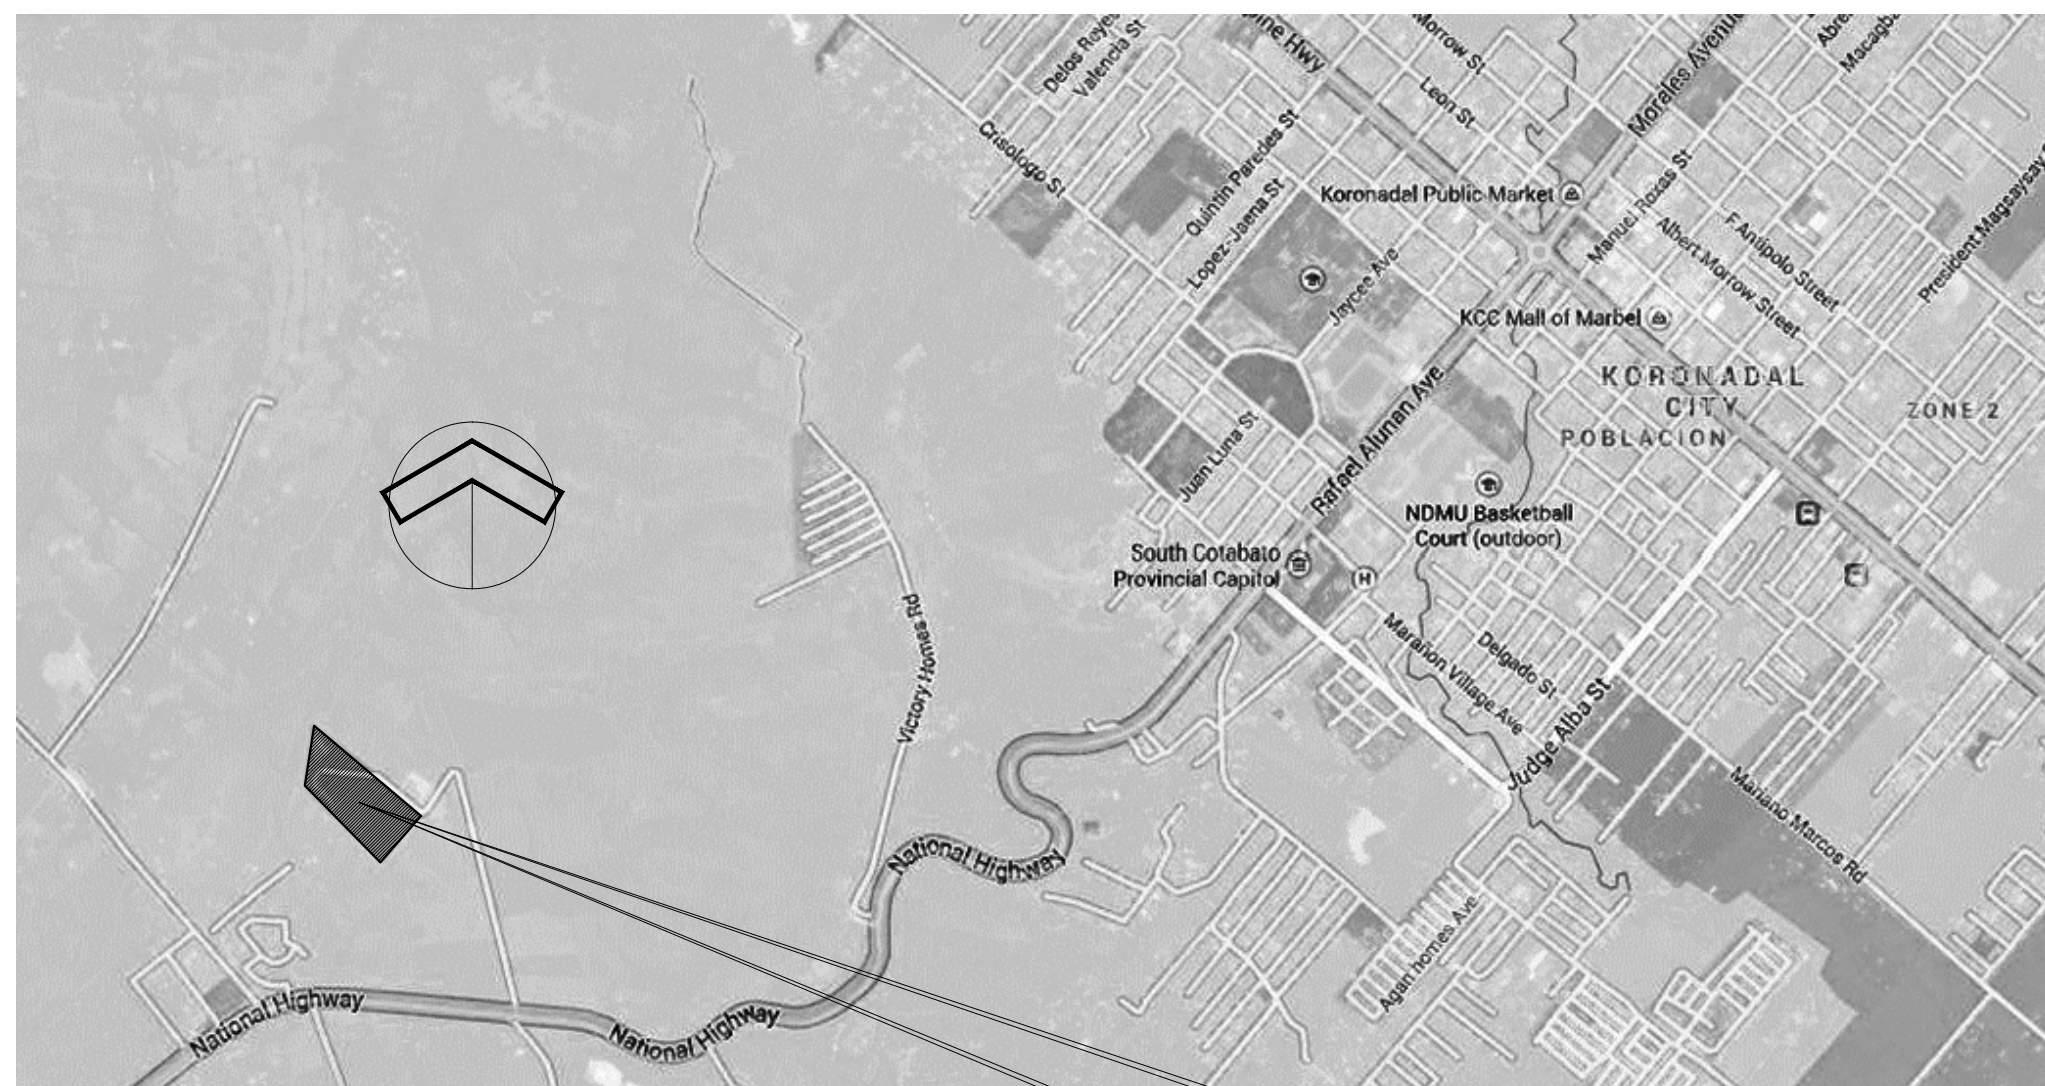 Delos Reyes
Valencia St
ine Hwy
Morrow St
Leon St
Morales Avenue
Macagba
Crisologo St
Quintin Paredes St
Lopez-Jaena St
Koronadal Public Market
Manuel Roxas St
Albert Morrow Street
F Antipolo Street
President Magsaysay
Jaycee Ave
KCC Mall of Marbel
KORONADAL
CITY
POBLACION
ZONE 2
Juan Luna St
Rafael Alunan Ave
NDMU Basketball
Court (outdoor)
South Cotabato
Provincial Capitol
H
Victory Homes Rd
Marañon Village Ave
Delgado St
Judge Alba St
Mariano Marcos Rd
National Highway
Agan homes Ave
National Highway
National Highway